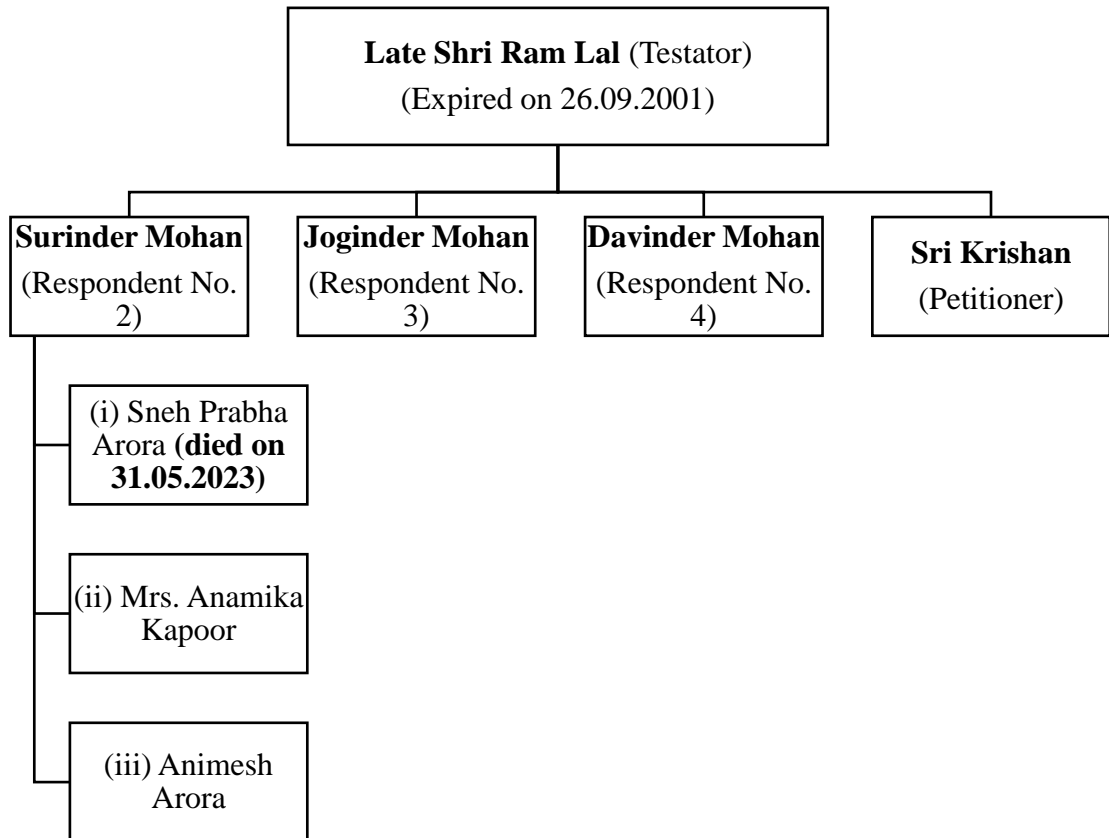 Late Shri Ram Lal (Testator)
(Expired on 26.09.2001)
Surinder Mohan
(Respondent No.
2)
Joginder Mohan
(Respondent No.
3)
Davinder Mohan
(Respondent No.
4)
Sri Krishan
(Petitioner)
(i) Sneh Prabha
Arora (died on
31.05.2023)
(ii) Mrs. Anamika
Kapoor
(iii) Animesh
Arora